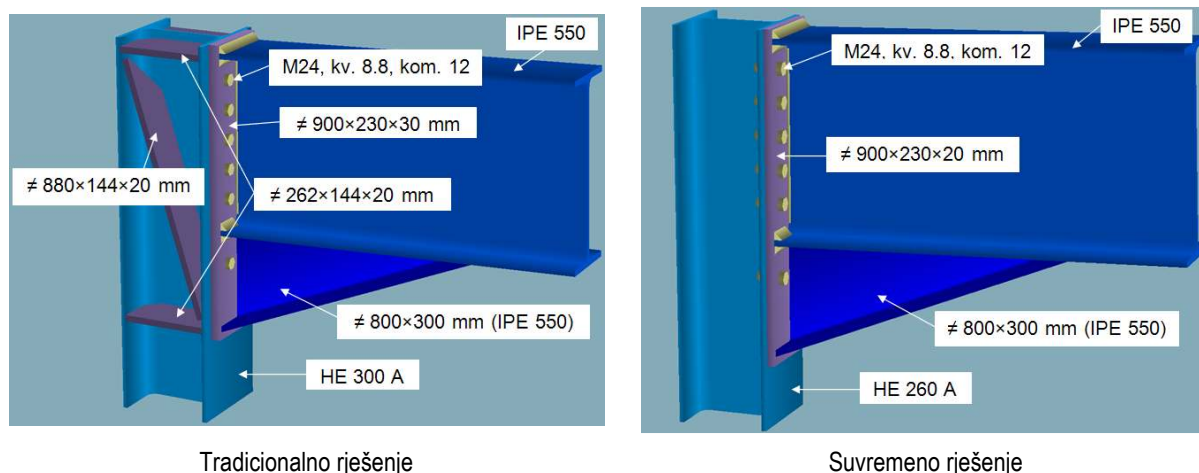 IPE 550
M24, kv. 8.8, kom. 12
≠ 900×230×30 mm
≠ 880×144×20 mm
≠ 262×144×20 mm
≠ 800×300 mm (IPE 550)
HE 300 A
Tradicionalno rješenje
IPE 550
M24, kv. 8.8, kom. 12
≠ 900×230×20 mm
≠ 800×300 mm (IPE 550)
HE 260 A
Suvremeno rješenje